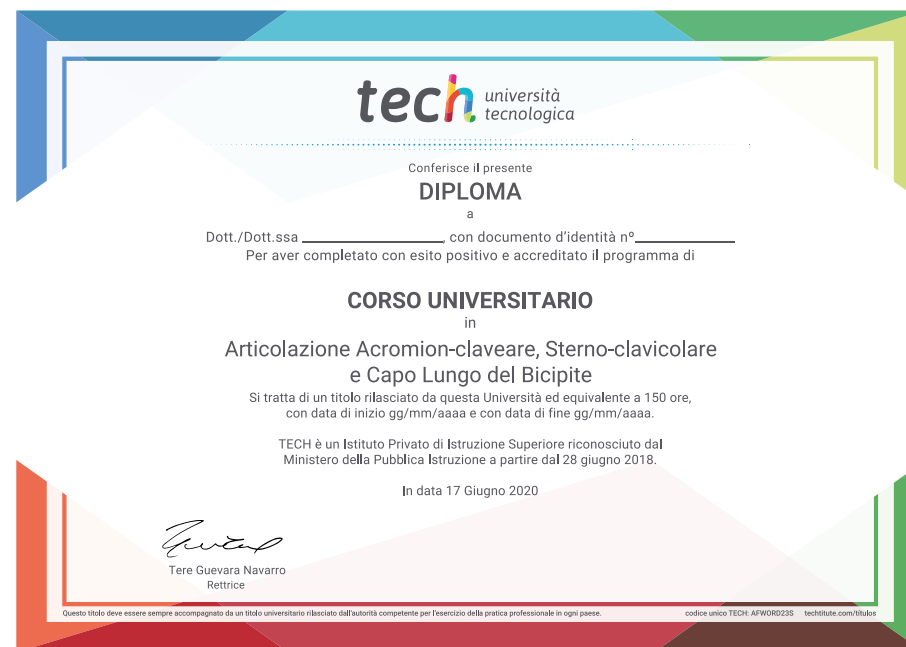 tech università
tecnologica
Conferisce il presente
DIPLOMA
a
Dott./Dott.ssa ________________, con documento d'identità nº____________
Per aver completato con esito positivo e accreditato il programma di
CORSO UNIVERSITARIO
in
Articolazione Acromion-claveare, Sterno-clavicolare
e Capo Lungo del Bicipite
Si tratta di un titolo rilasciato da questa Università ed equivalente a 150 ore,
con data di inizio gg/mm/aaaa e con data di fine gg/mm/aaaa.
TECH è un Istituto Privato di Istruzione Superiore riconosciuto dal
Ministero della Pubblica Istruzione a partire dal 28 giugno 2018.
In data 17 Giugno 2020
Tere Guevara Navarro
Rettrice
Questo titolo deve essere sempre accompagnato da un titolo universitario rilasciato dall'autorità competente per l'esercizio della pratica professionale in ogni paese.
codice unico TECH: AFWORD23S techtitute.com/títulos